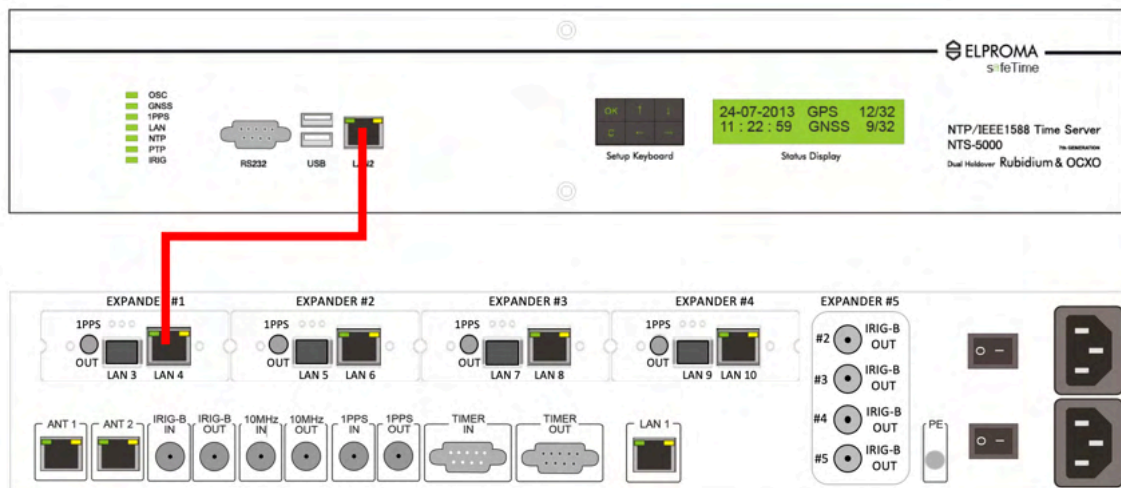 ELPROMA
safeTime
OSC
GNSS
1PPS
LAN
NTP
PTP
IRIG
RS232
USB
LAN2
OK
Setup Keyboard
24-07-2013 GPS 12/32
11 : 22 : 59 GNSS 9/32
Status Display
NTP/IEEE1588 Time Server
NTS-5000 7th GENERATION
Dual Holdover Rubidium & OCXO
EXPANDER #1
EXPANDER #2
EXPANDER #3
EXPANDER #4
EXPANDER #5
1PPS
OUT
LAN 3
LAN 4
1PPS
OUT
LAN 5
LAN 6
1PPS
OUT
LAN 7
LAN 8
1PPS
OUT
LAN 9
LAN 10
#2 IRIG-B
OUT
#3 IRIG-B
OUT
#4 IRIG-B
OUT
#5 IRIG-B
OUT
ANT 1
ANT 2
IRIG-B
IN
IRIG-B
OUT
10MHz
IN
10MHz
OUT
1PPS
IN
1PPS
OUT
TIMER
IN
TIMER
OUT
LAN 1
PE
O —
O —